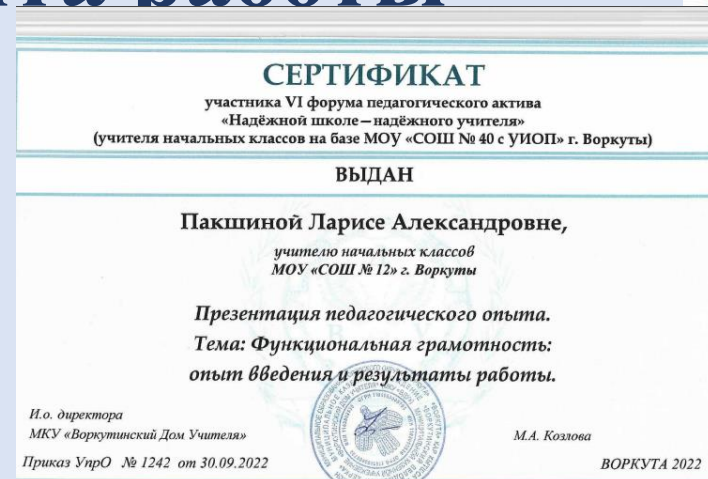 работы
СЕРТИФИКАТ
участника VI форума педагогического актива
«Надёжной школе – надёжного учителя»
(учителя начальных классов на базе МОУ «СОШ № 40 с УИОП» г. Воркуты)
ВЫДАН
Пакшиной Ларисе Александровне,
учителю начальных классов
МОУ «СОШ № 12» г. Воркуты
Презентация педагогического опыта.
Тема: Функциональная грамотность:
опыт введения и результаты работы.
И.о. директора
МКУ «Воркутинский Дом Учителя»
М.А. Козлова
Приказ УпрО № 1242 от 30.09.2022
ВОРКУТА 2022